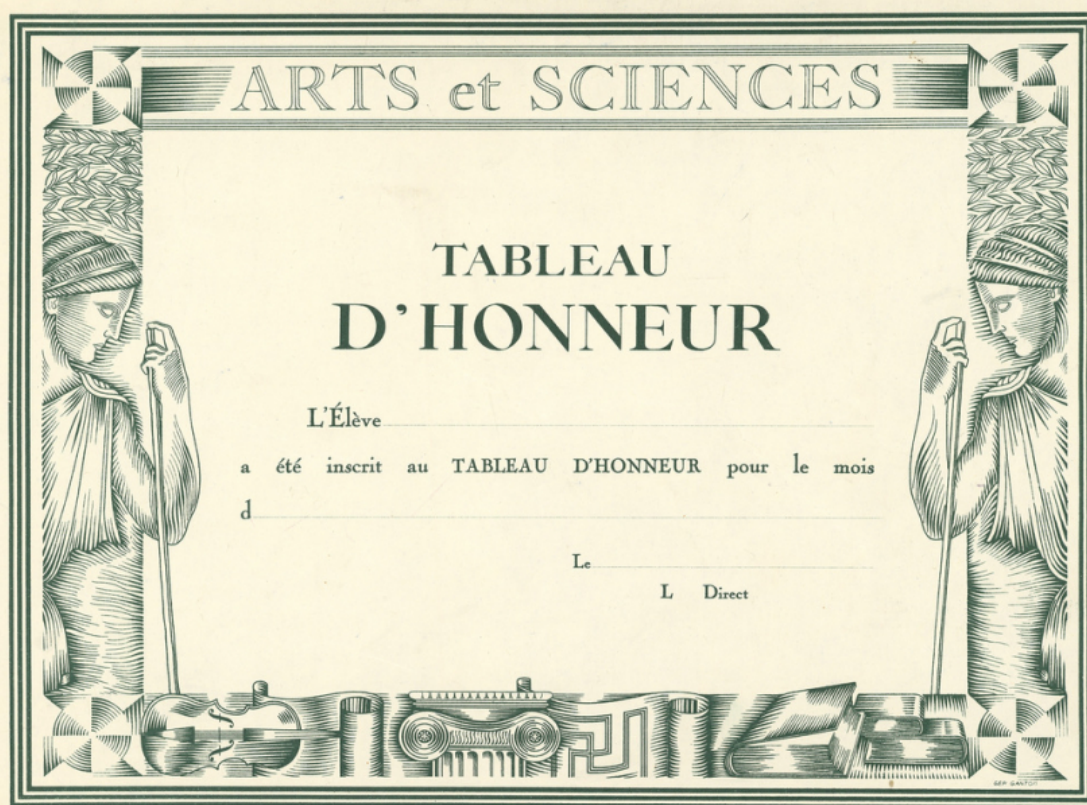 ARTS et SCIENCES
TABLEAU
D'HONNEUR
L'Élève
a été inscrit au TABLEAU D'HONNEUR pour le mois
d
Le
L Direct